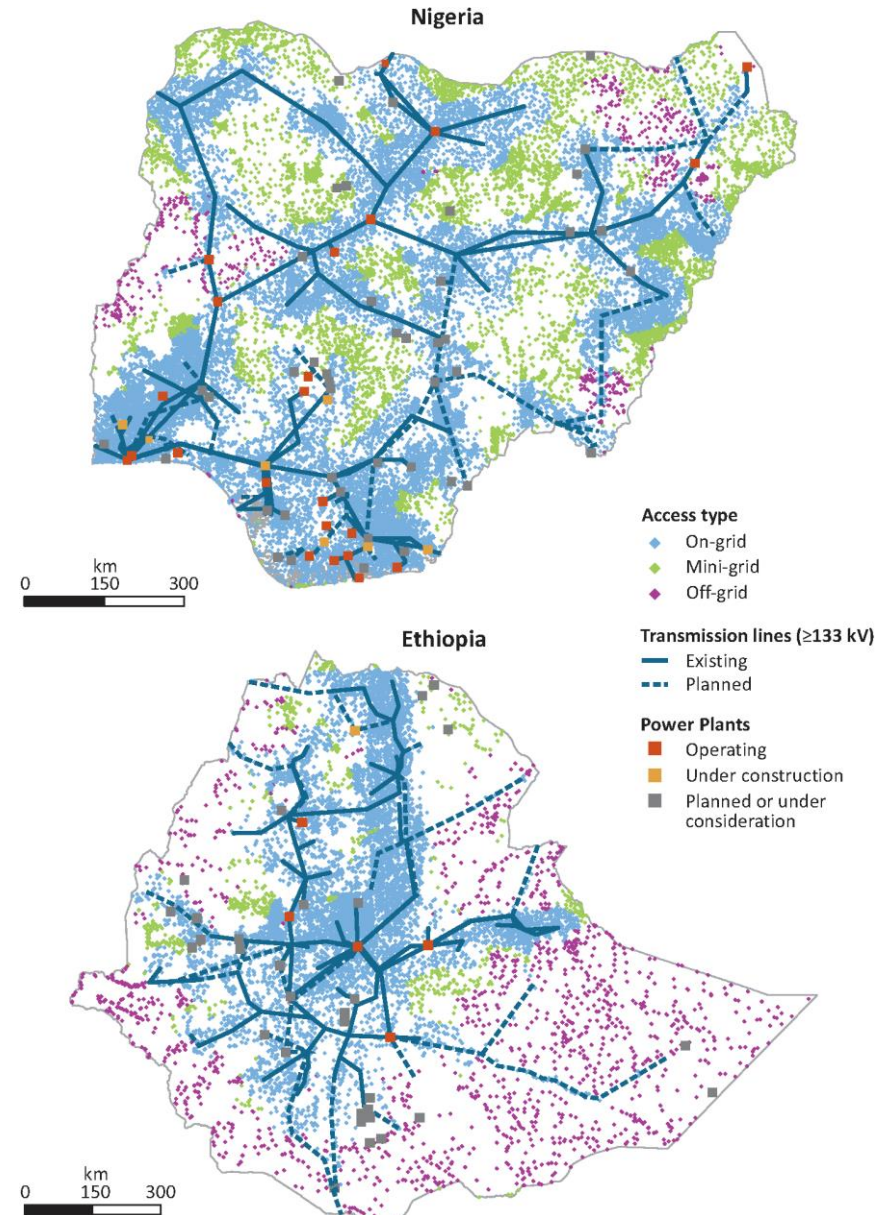 Nigeria
km
0 150 300
Access type
On-grid
Mini-grid
Off-grid
Transmission lines (≥133 kV)
Existing
Planned
Power Plants
Operating
Under construction
Planned or under
consideration
Ethiopia
km
0 150 300